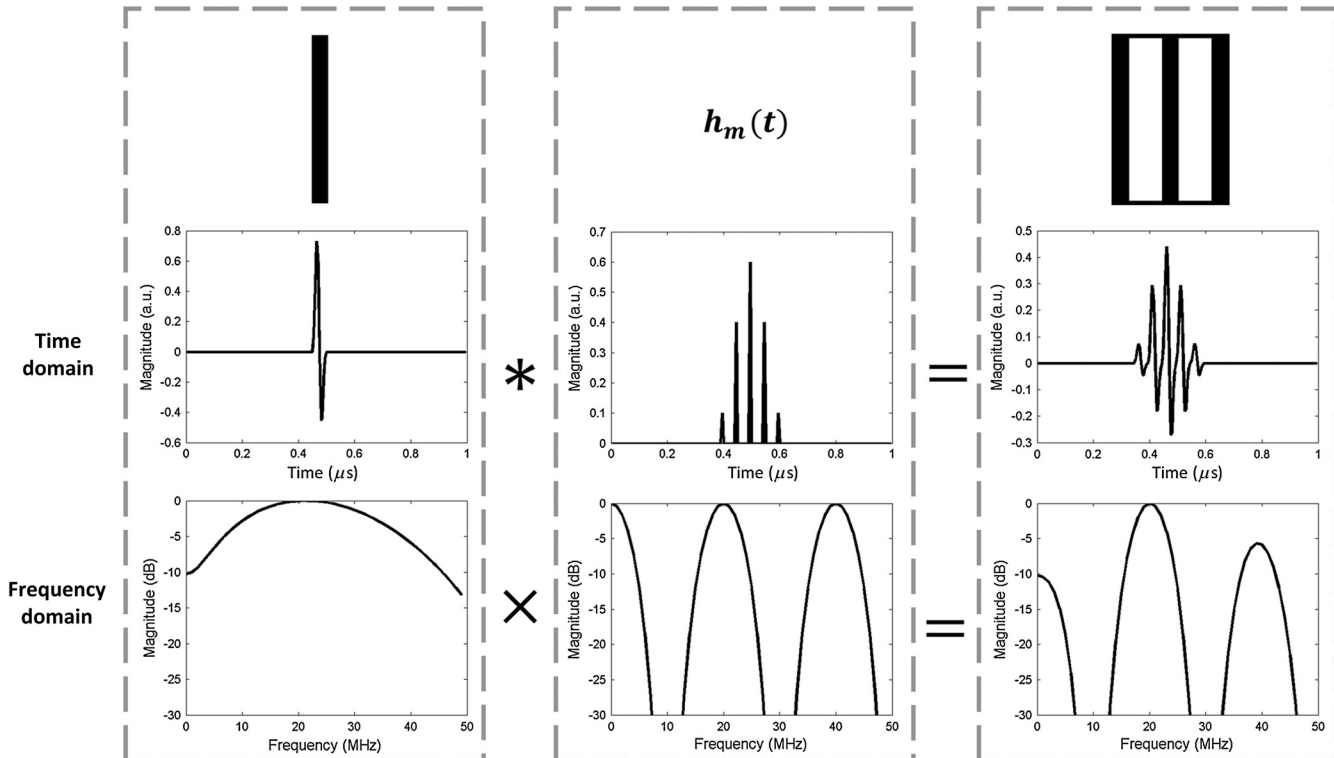 hₘ(t)
Time
domain
Magnitude (a.u.)
0.8
0.6
0.4
0.2
0
-0.2
-0.4
-0.6
0 0.2 0.4 0.6 0.8 1
Time (μs)
*
Magnitude (a.u.)
0.7
0.6
0.5
0.4
0.3
0.2
0.1
0
0 0.2 0.4 0.6 0.8 1
Time (μs)
=
Magnitude (a.u.)
0.5
0.4
0.3
0.2
0.1
0
-0.1
-0.2
-0.3
0 0.2 0.4 0.6 0.8 1
Time (μs)
Frequency
domain
Magnitude (dB)
0
-5
-10
-15
-20
-25
-30
0 10 20 30 40 50
Frequency (MHz)
×
Magnitude (dB)
0
-5
-10
-15
-20
-25
-30
0 10 20 30 40 50
Frequency (MHz)
=
Magnitude (dB)
0
-5
-10
-15
-20
-25
-30
0 10 20 30 40 50
Frequency (MHz)